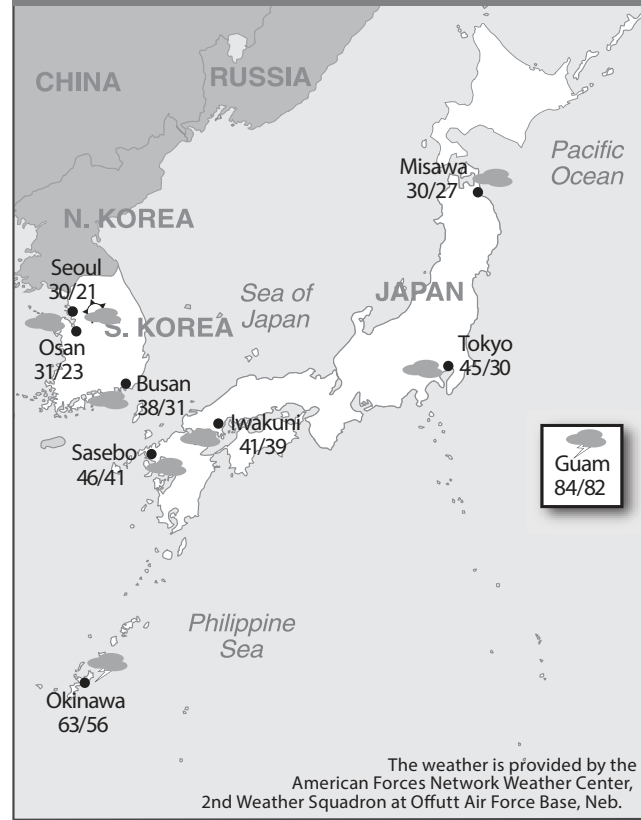 CHINA
RUSSIA
Pacific
Ocean
Misawa
30/27
N. KOREA
Seoul
30/21
Sea of
Japan
JAPAN
S. KOREA
Osan
31/23
Tokyo
45/30
Busan
38/31
Iwakuni
41/39
Sasebo
46/41
Guam
84/82
Philippine
Sea
Okinawa
63/56
The weather is provided by the
American Forces Network Weather Center,
2nd Weather Squadron at Offutt Air Force Base, Neb.